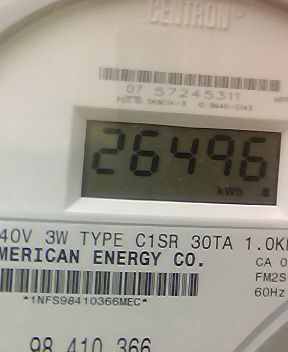 CENTRON®
07 57245311
26496
kWh
40V 3W TYPE C1SR 30TA 1.0K
MERICAN ENERGY CO.
CA 0
FM2S
60Hz
*1NFS98410366MEC*
98 410 366